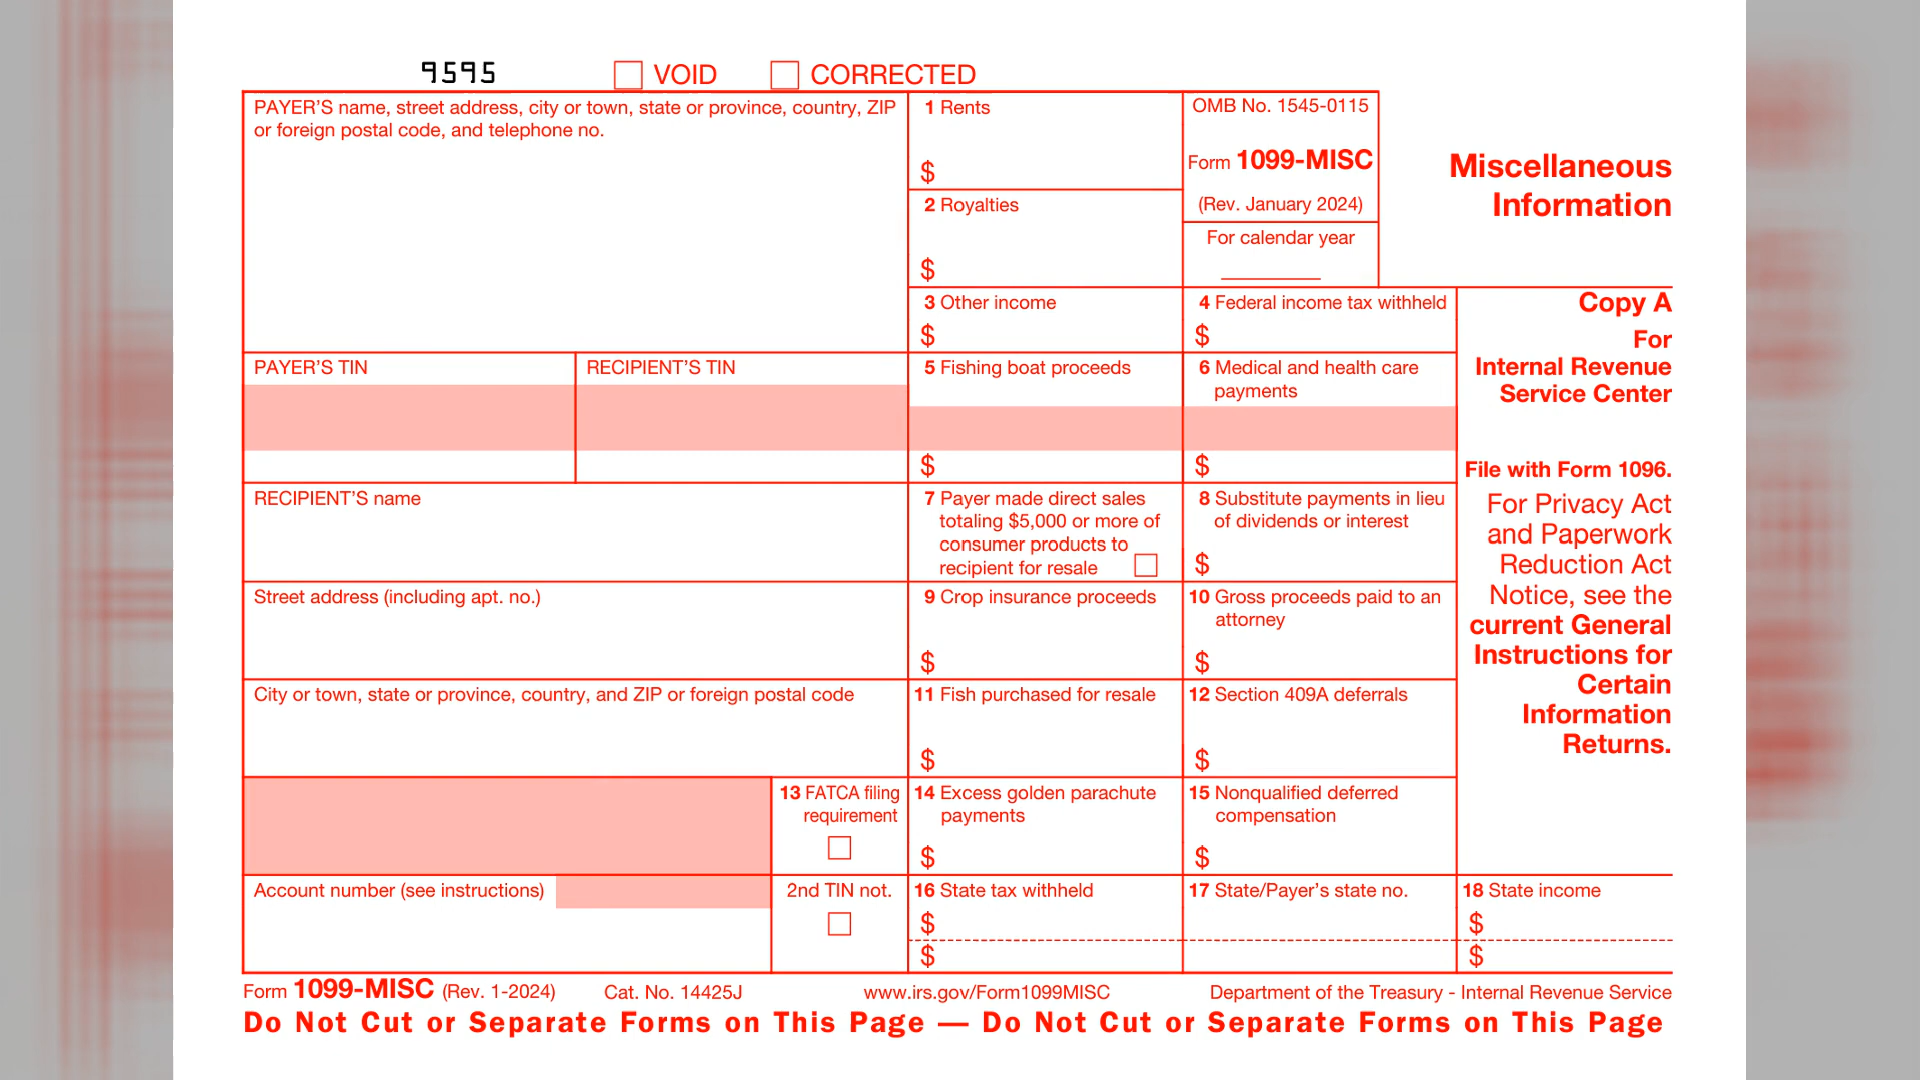 9595
VOID
CORRECTED
PAYER'S name, street address, city or town, state or province, country, ZIP
or foreign postal code, and telephone no.
1 Rents
$
OMB No. 1545-0115
Form 1099-MISC
(Rev. January 2024)
For calendar year
Miscellaneous
Information
2 Royalties
$
3 Other income
$
4 Federal income tax withheld
$
Copy A
For
Internal Revenue
Service Center
PAYER'S TIN
RECIPIENT'S TIN
5 Fishing boat proceeds
$
6 Medical and health care
payments
$
File with Form 1096.
For Privacy Act
and Paperwork
Reduction Act
Notice, see the
current General
Instructions for
Certain
Information
Returns.
RECIPIENT'S name
7 Payer made direct sales
totaling $5,000 or more of
consumer products to
recipient for resale
8 Substitute payments in lieu
of dividends or interest
$
Street address (including apt. no.)
9 Crop insurance proceeds
$
10 Gross proceeds paid to an
attorney
$
City or town, state or province, country, and ZIP or foreign postal code
11 Fish purchased for resale
$
12 Section 409A deferrals
$
13 FATCA filing
requirement
14 Excess golden parachute
payments
$
15 Nonqualified deferred
compensation
$
Account number (see instructions)
2nd TIN not.
16 State tax withheld
$
$
17 State/Payer's state no.
18 State income
$
$
Form 1099-MISC (Rev. 1-2024)
Cat. No. 14425J
www.irs.gov/Form1099MISC
Department of the Treasury - Internal Revenue Service
Do Not Cut or Separate Forms on This Page — Do Not Cut or Separate Forms on This Page